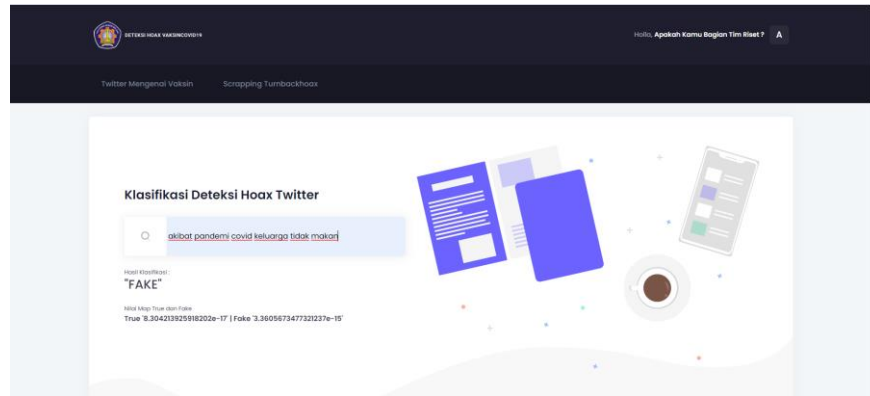 DETEKSI HOAX VAKSINCOVID19
Hallo, Apakah Kamu Bagian Tim Riset ? A
Twitter Mengenai Vaksin Scrapping Turnbackhoax
Klasifikasi Deteksi Hoax Twitter
akibat pandemi covid keluarga tidak makan
Hasil Klasifikasi :
"FAKE"
Nilai Map True dan Fake
True '8.304213925918202e-17' | Fake '3.3605673477321237e-15'